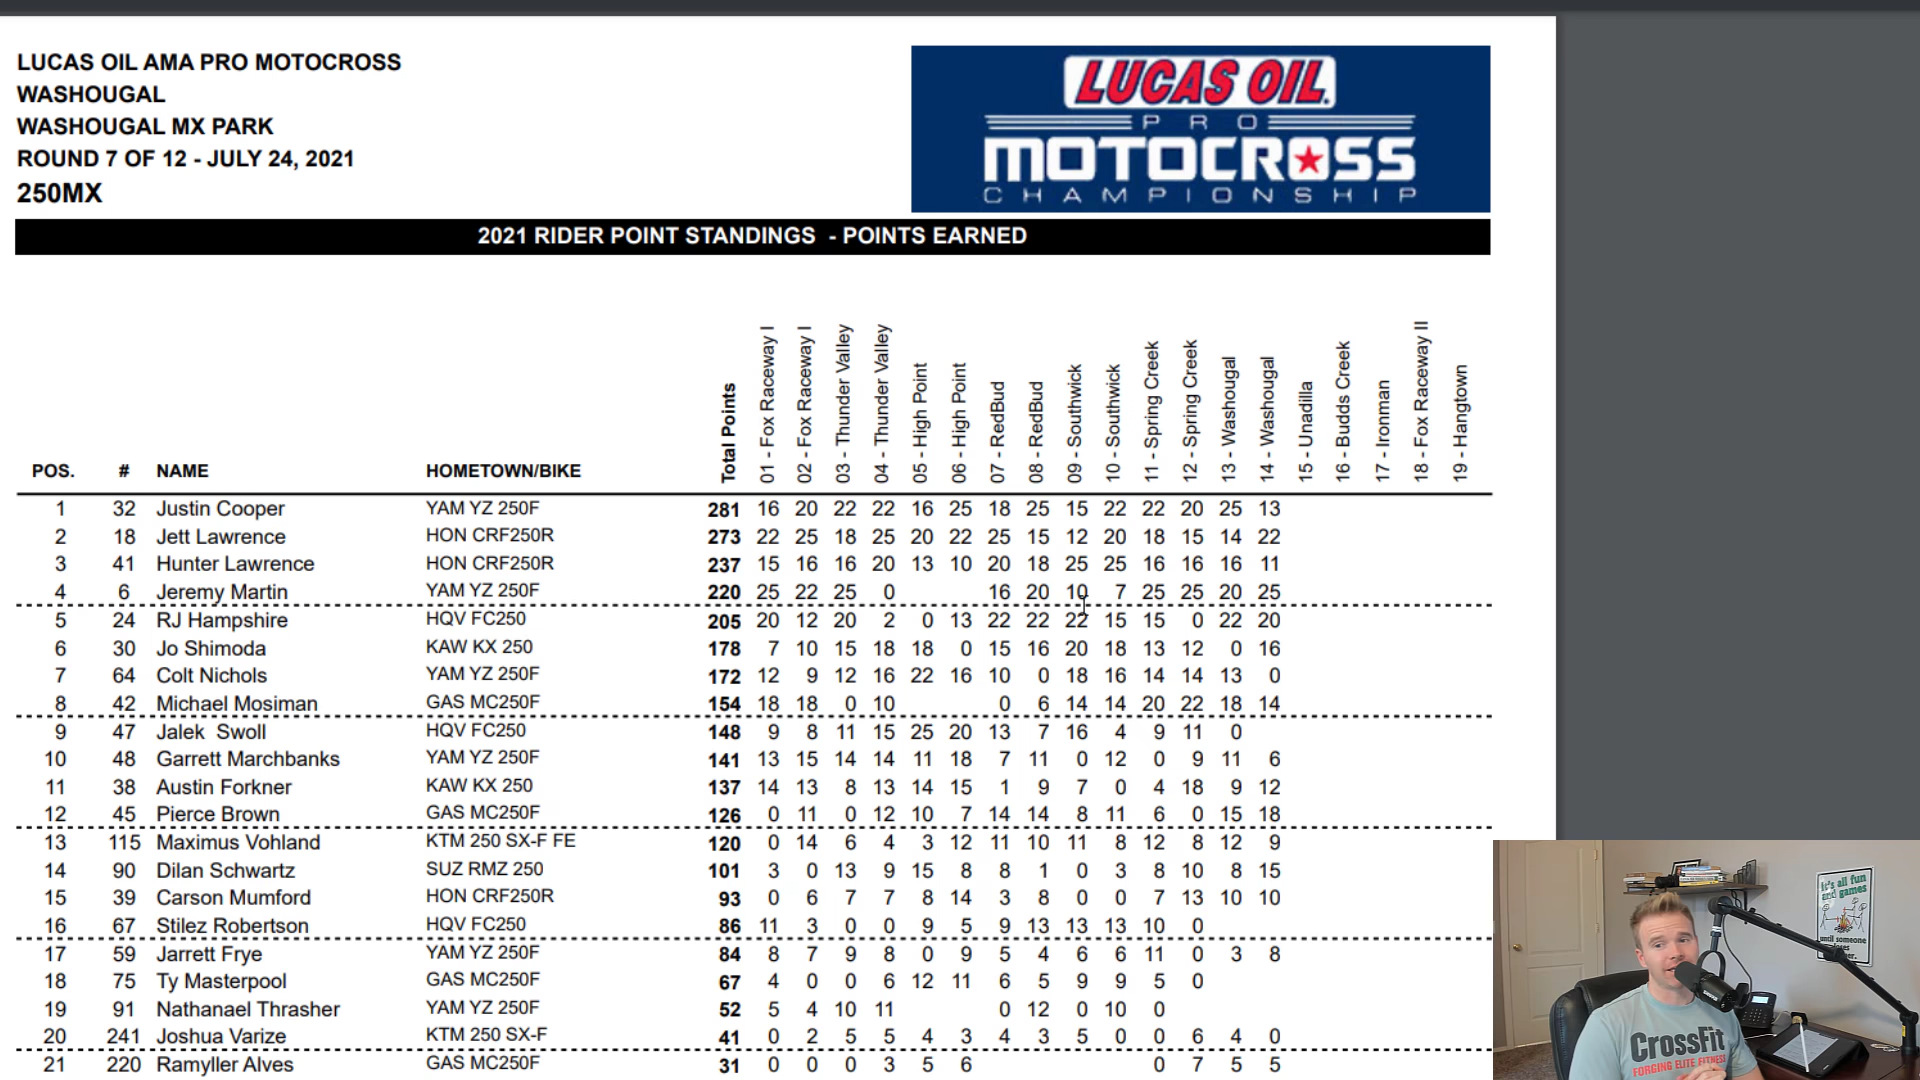 LUCAS OIL AMA PRO MOTOCROSS
WASHOUGAL
WASHOUGAL MX PARK
ROUND 7 OF 12 - JULY 24, 2021
250MX
LUCAS OIL
PRO
MOTOCROSS
CHAMPIONSHIP
2021 RIDER POINT STANDINGS - POINTS EARNED
POS. # NAME HOMETOWN/BIKE Total Points 01 - Fox Raceway I 02 - Fox Raceway I 03 - Thunder Valley 04 - Thunder Valley 05 - High Point 06 - High Point 07 - RedBud 08 - RedBud 09 - Southwick 10 - Southwick 11 - Spring Creek 12 - Spring Creek 13 - Washougal 14 - Washougal 15 - Unadilla 16 - Budds Creek 17 - Ironman 18 - Fox Raceway II 19 - Hangtown
1 32 Justin Cooper YAM YZ 250F 281 16 20 22 22 16 25 18 25 15 22 22 20 25 13
2 18 Jett Lawrence HON CRF250R 273 22 25 18 25 20 22 25 15 12 20 18 15 14 22
3 41 Hunter Lawrence HON CRF250R 237 15 16 16 20 13 10 20 18 25 25 16 16 16 11
4 6 Jeremy Martin YAM YZ 250F 220 25 22 25 0 16 20 10 7 25 25 20 25
5 24 RJ Hampshire HQV FC250 205 20 12 20 2 0 13 22 22 22 15 15 0 22 20
6 30 Jo Shimoda KAW KX 250 178 7 10 15 18 18 0 15 16 20 18 13 12 0 16
7 64 Colt Nichols YAM YZ 250F 172 12 9 12 16 22 16 10 0 18 16 14 14 13 0
8 42 Michael Mosiman GAS MC250F 154 18 18 0 10 0 6 14 14 20 22 18 14
9 47 Jalek Swoll HQV FC250 148 9 8 11 15 25 20 13 7 16 4 9 11 0
10 48 Garrett Marchbanks YAM YZ 250F 141 13 15 14 14 11 18 7 11 0 12 0 9 11 6
11 38 Austin Forkner KAW KX 250 137 14 13 8 13 14 15 1 9 7 0 4 18 9 12
12 45 Pierce Brown GAS MC250F 126 0 11 0 12 10 7 14 14 8 11 6 0 15 18
13 115 Maximus Vohland KTM 250 SX-F FE 120 0 14 6 4 3 12 11 10 11 8 12 8 12 9
14 90 Dilan Schwartz SUZ RMZ 250 101 3 0 13 9 15 8 8 1 0 3 8 10 8 15
15 39 Carson Mumford HON CRF250R 93 0 6 7 7 8 14 3 8 0 0 7 13 10 10
16 67 Stilez Robertson HQV FC250 86 11 3 0 0 9 5 9 13 13 13 10 0
17 59 Jarrett Frye YAM YZ 250F 84 8 7 9 8 0 9 5 4 6 6 11 0 3 8
18 75 Ty Masterpool GAS MC250F 67 4 0 0 6 12 11 6 5 9 9 5 0
19 91 Nathanael Thrasher YAM YZ 250F 52 5 4 10 11 0 12 0 10 0
20 241 Joshua Varize KTM 250 SX-F 41 0 2 5 5 4 3 4 3 5 0 0 6 4 0
21 220 Ramyller Alves GAS MC250F 31 0 0 0 3 5 6 0 7 5 5
it's all fun
and games
until someone
CrossFit
FORGING ELITE FITNESS